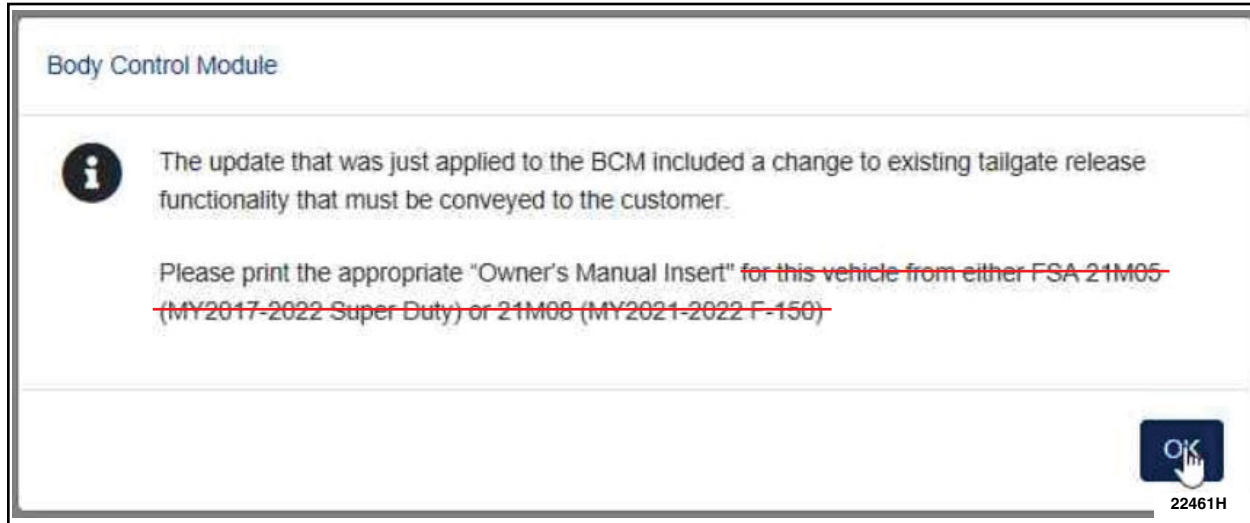 Body Control Module
The update that was just applied to the BCM included a change to existing tailgate release
functionality that must be conveyed to the customer.
Please print the appropriate “Owner's Manual Insert" for this vehicle from either FSA 21M05
(MY2017-2022 Super Duty) or 21M08 (MY2021-2022 F-150)
OK
22461H